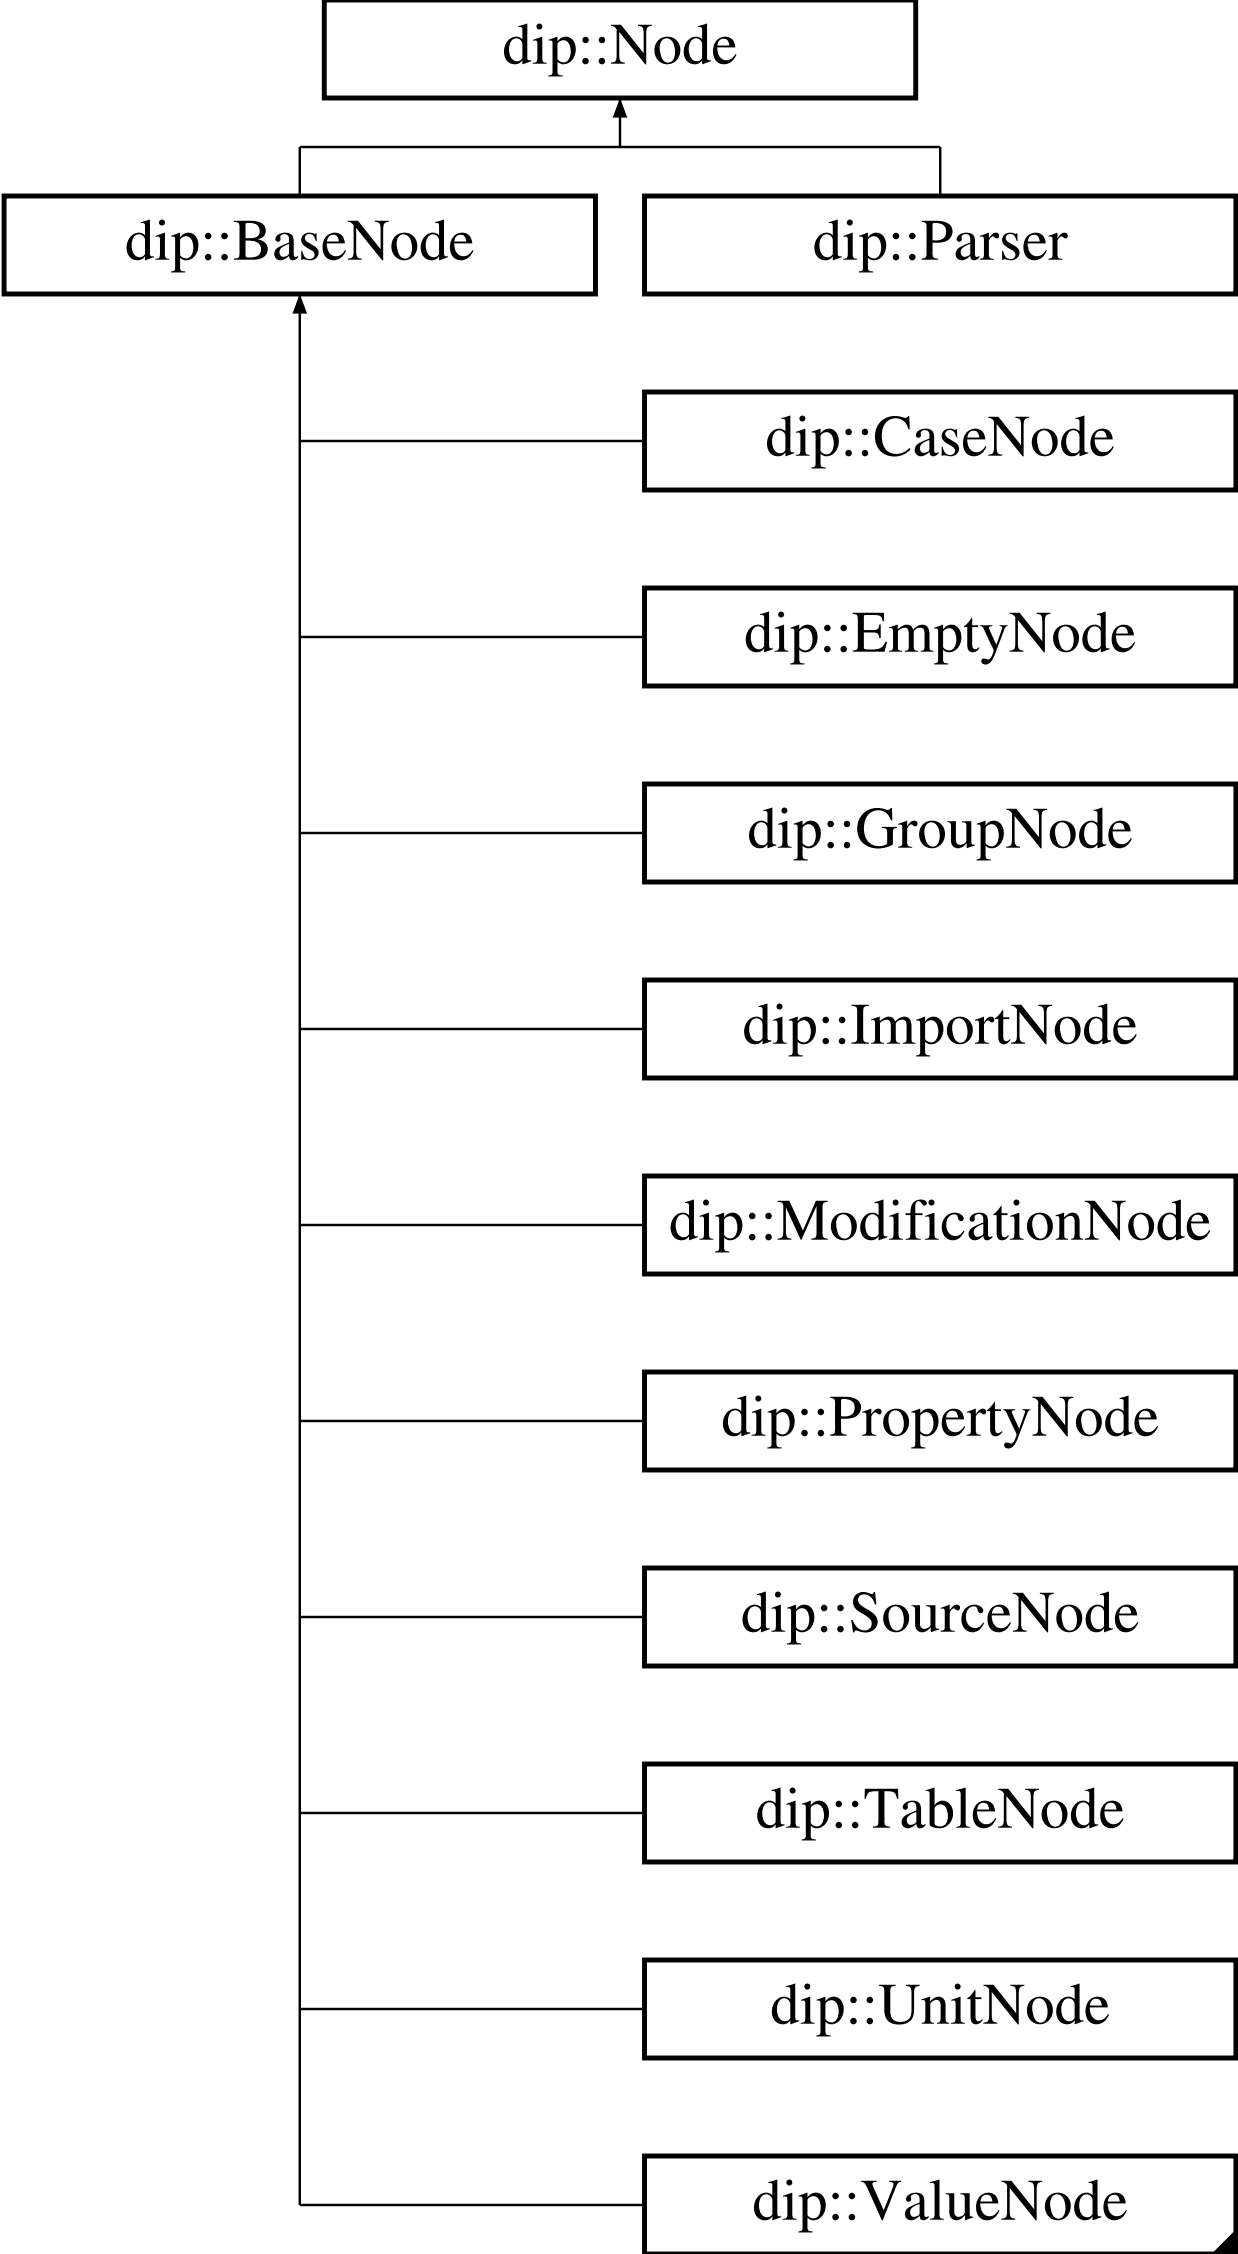 dip::Node
dip::BaseNode
dip::Parser
dip::CaseNode
dip::EmptyNode
dip::GroupNode
dip::ImportNode
dip::ModificationNode
dip::PropertyNode
dip::SourceNode
dip::TableNode
dip::UnitNode
dip::ValueNode